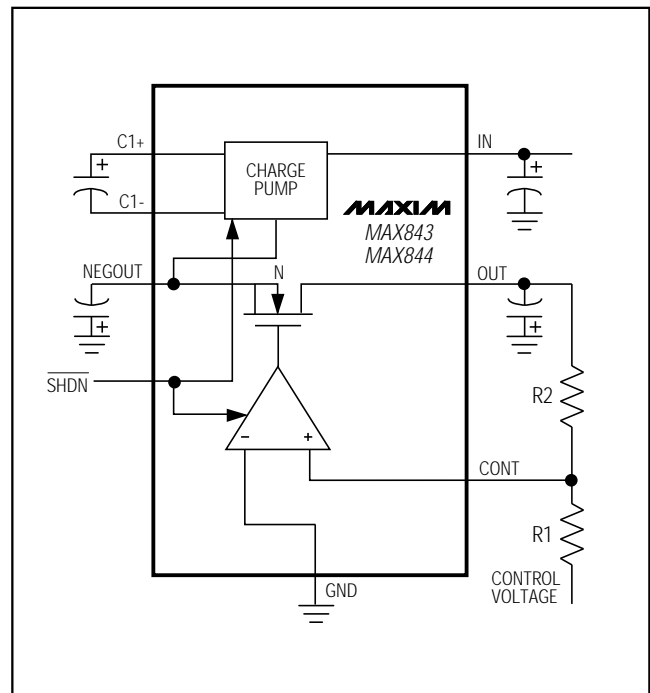 C1+
IN
+
+
CHARGE
PUMP
C1-
MAXIM
MAX843
MAX844
NEGOUT
N
OUT
+
+
SHDN
R2
-
+
CONT
R1
CONTROL
VOLTAGE
GND